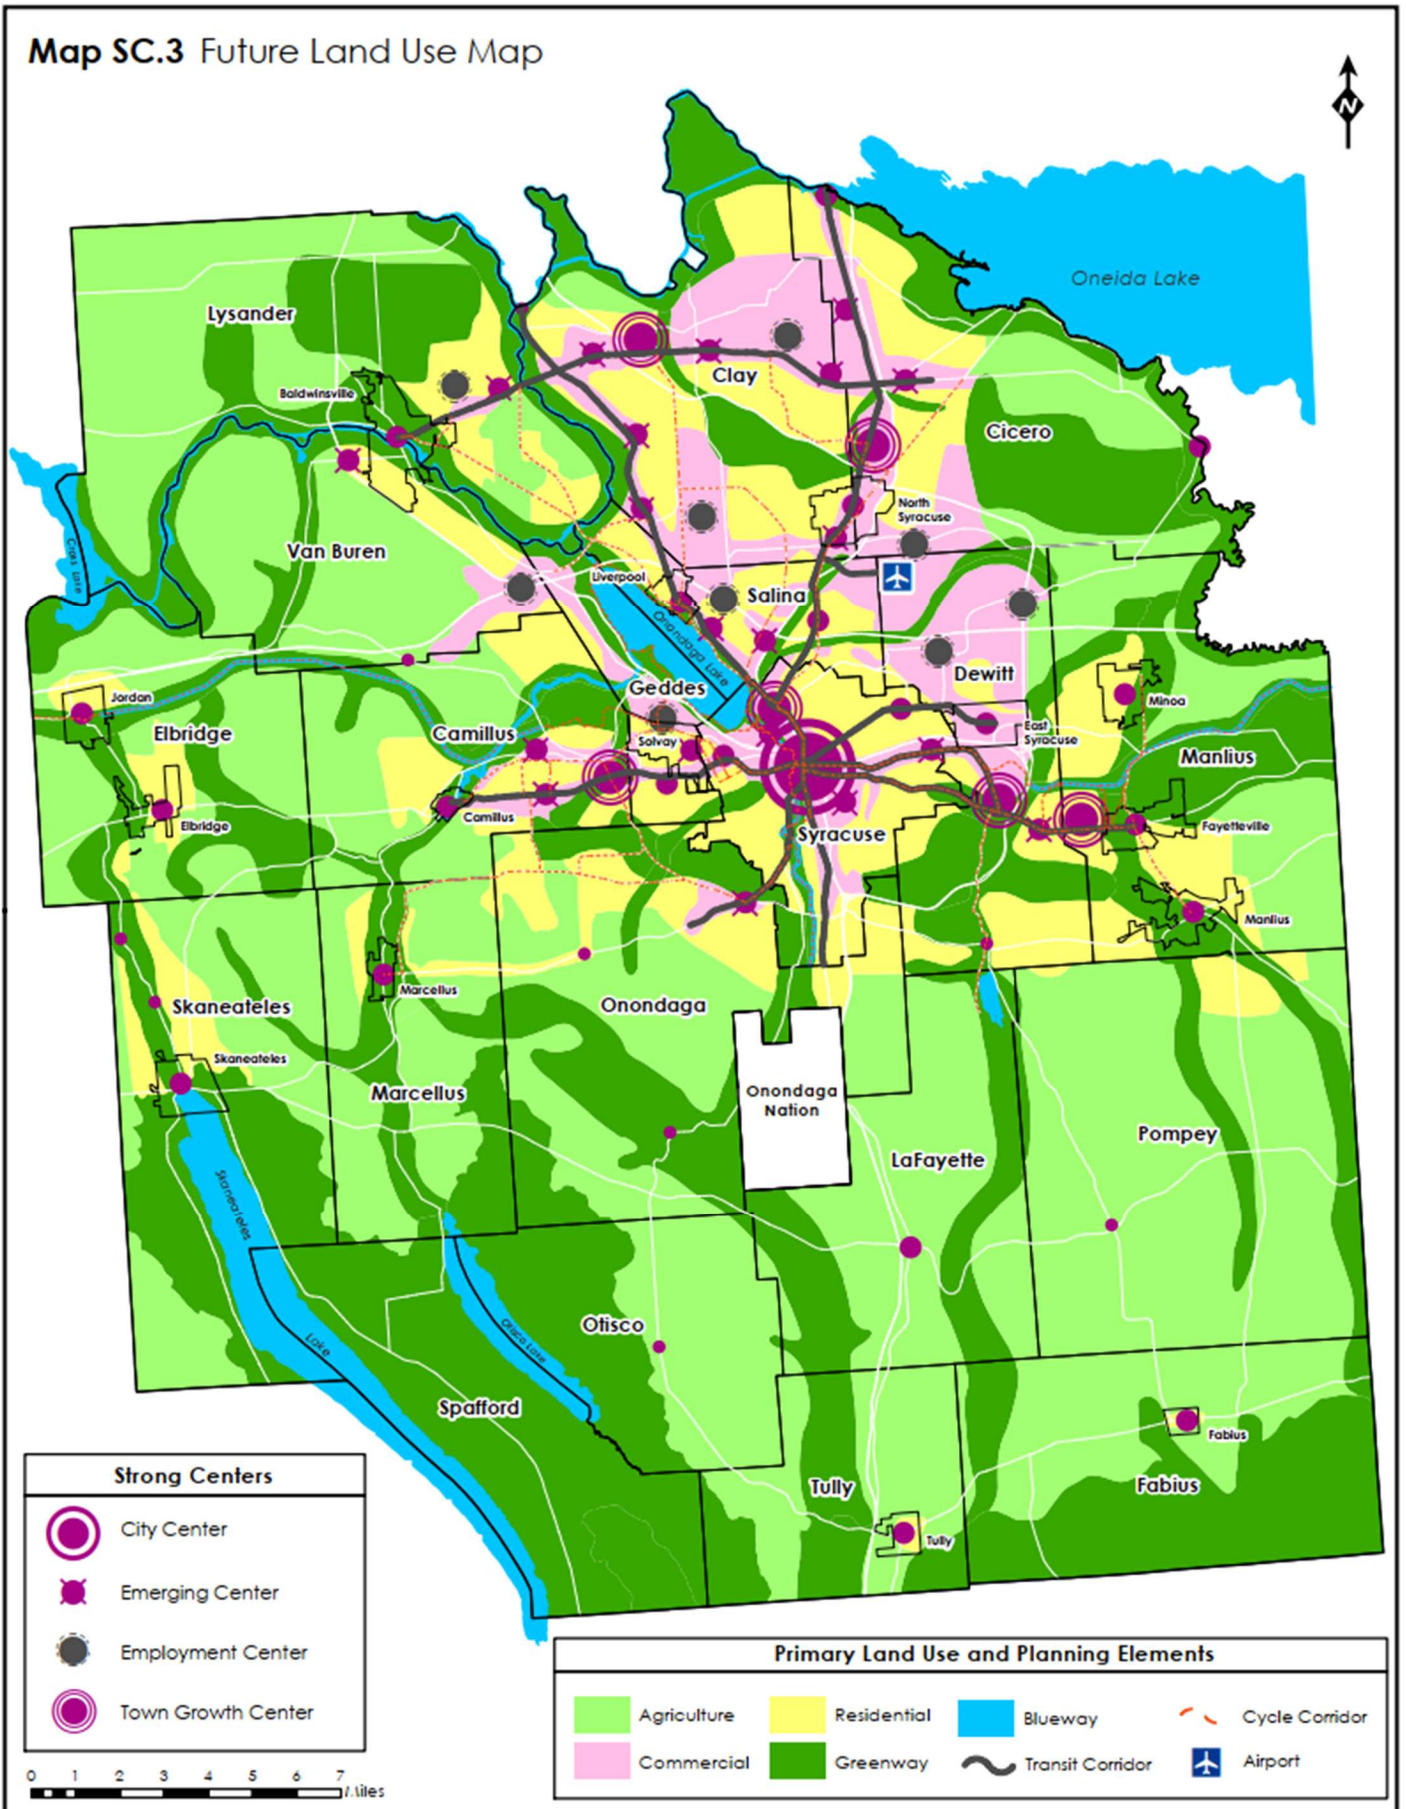 Map SC.3 Future Land Use Map
N
Oneida Lake
Lysander
Clay
Baldwinsville
Cicero
North
Syracuse
Cross Lake
Van Buren
Liverpool
Salina
Onondaga Lake
Dewitt
Geddes
Jordan
Minoa
Elbridge
Camillus
Solvay
East
Syracuse
Manlius
Camillus
Elbridge
Syracuse
Fayetteville
Manlius
Marcellus
Skaneateles
Onondaga
Skaneateles
Marcellus
Onondaga
Nation
Pompey
LaFayette
Skaneateles
Lake
Otisco
Otisco Lake
Spafford
Fabius
Tully
Fabius
Tully
Strong Centers
City Center
Emerging Center
Employment Center
Town Growth Center
0 1 2 3 4 5 6 7
Miles
Primary Land Use and Planning Elements
Agriculture Residential Blueway Cycle Corridor
Commercial Greenway Transit Corridor Airport